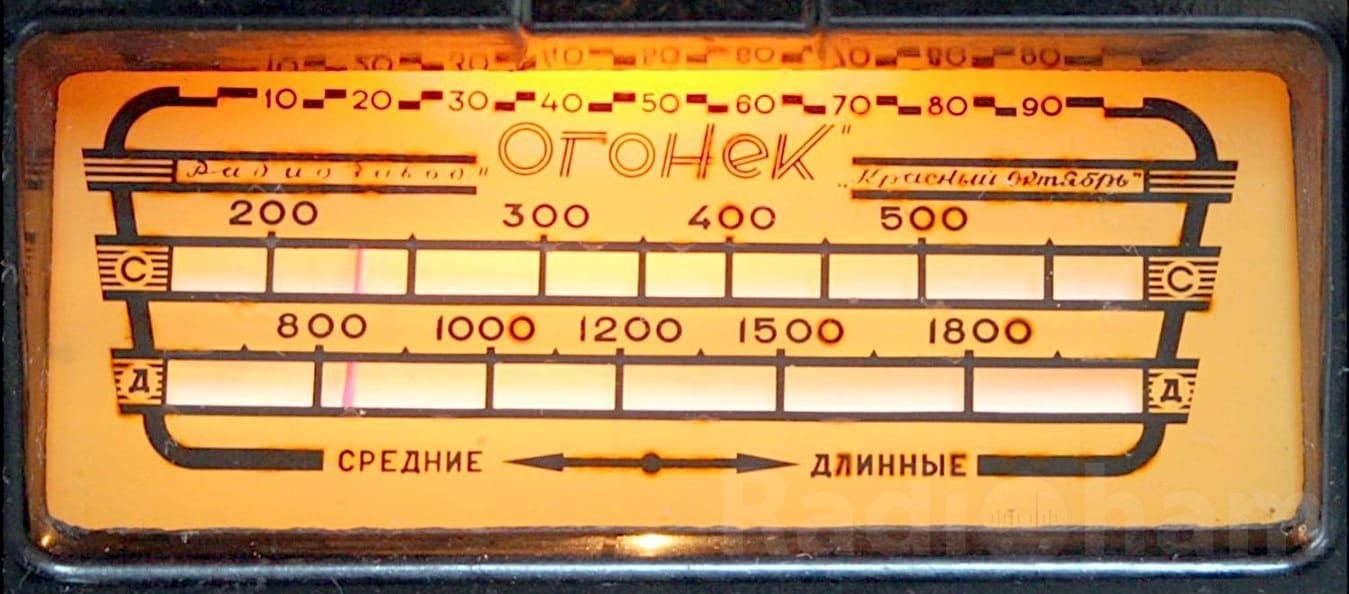 10 20 30 40 50 60 70 80 90
"Огонек"
Радиозавод "Красный Октябрь"
200 300 400 500
С С
800 1000 1200 1500 1800
Д Д
СРЕДНИЕ ДЛИННЫЕ
Radioham